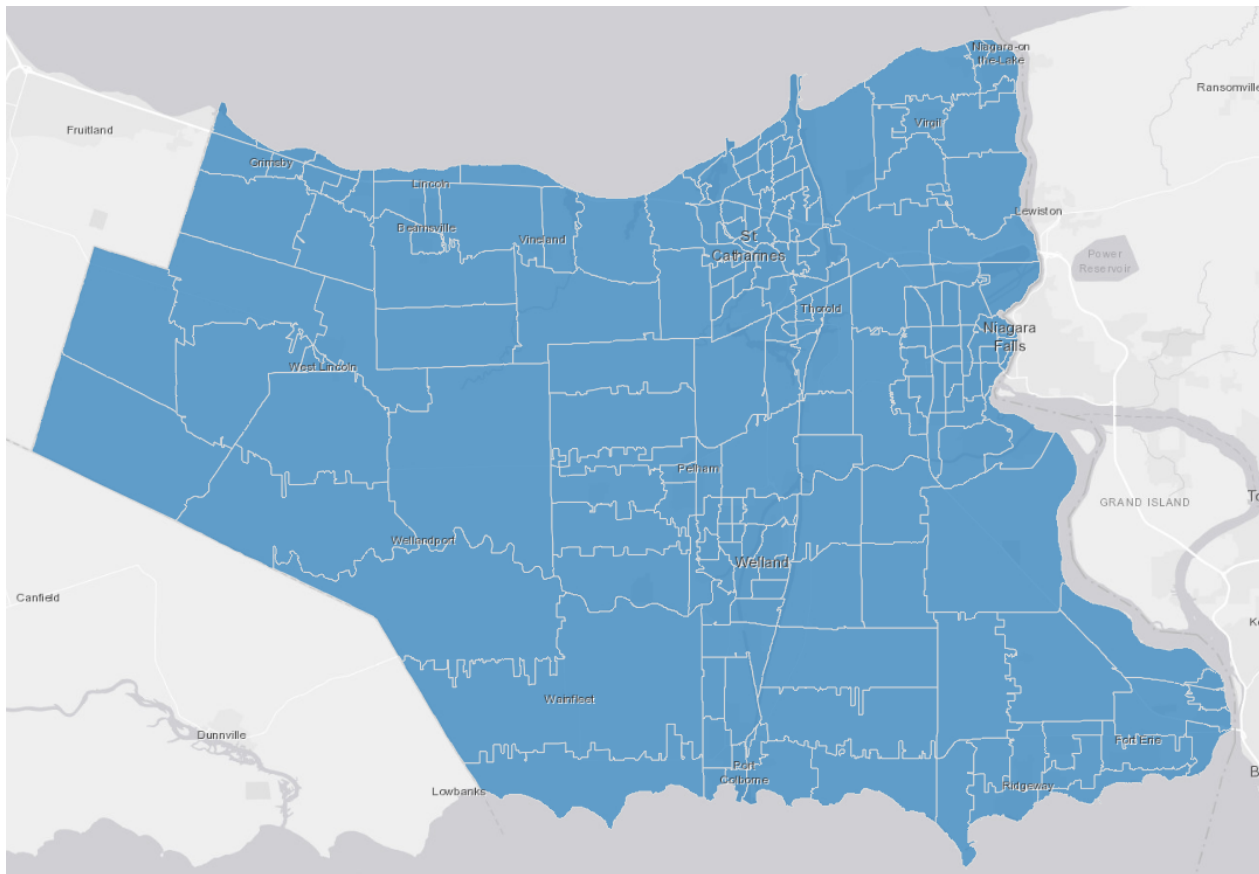 Niagara-on
the-Lake
Ransomville
Fruitland
Virgil
Grimsby
Lincoln
Lewiston
Beamsville
Vineland
St.
Catharines
Power
Reservoir
Thorold
Niagara
Falls
West Lincoln
Pelham
GRAND ISLAND
To
Wellandport
Welland
Canfield
Wainfleet
Dunnville
Fort Erie
Port
Colborne
Ridgeway
Lowbanks
B